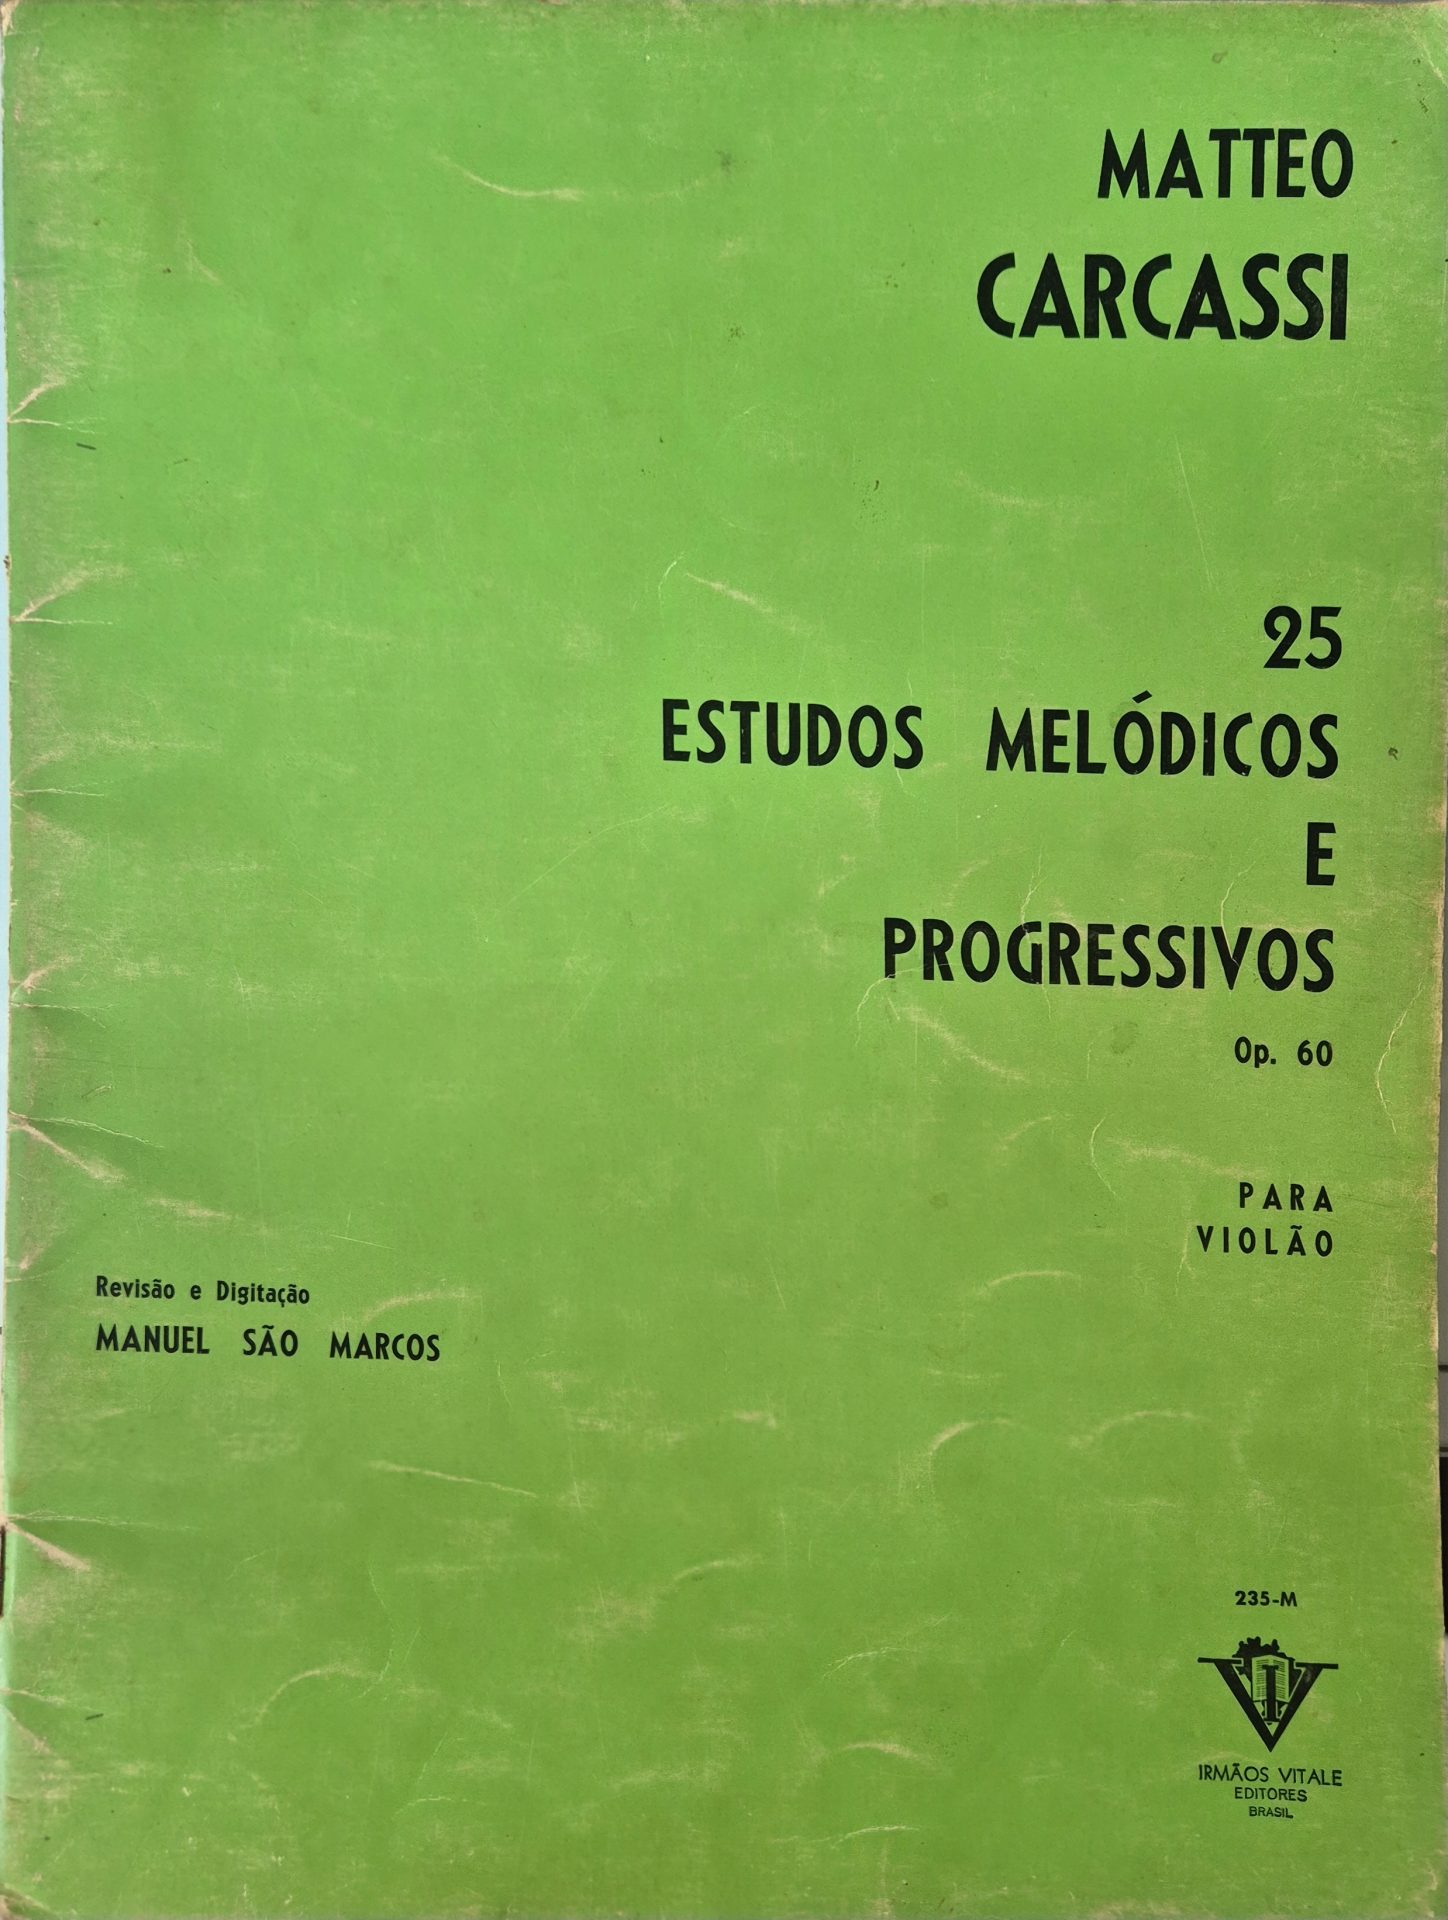 MATTEO
CARCASSI
25
ESTUDOS MELÓDICOS
E
PROGRESSIVOS
Op. 60
PARA
VIOLÃO
Revisão e Digitação
MANUEL SÃO MARCOS
235-M
IRMÃOS VITALE
EDITORES
BRASIL